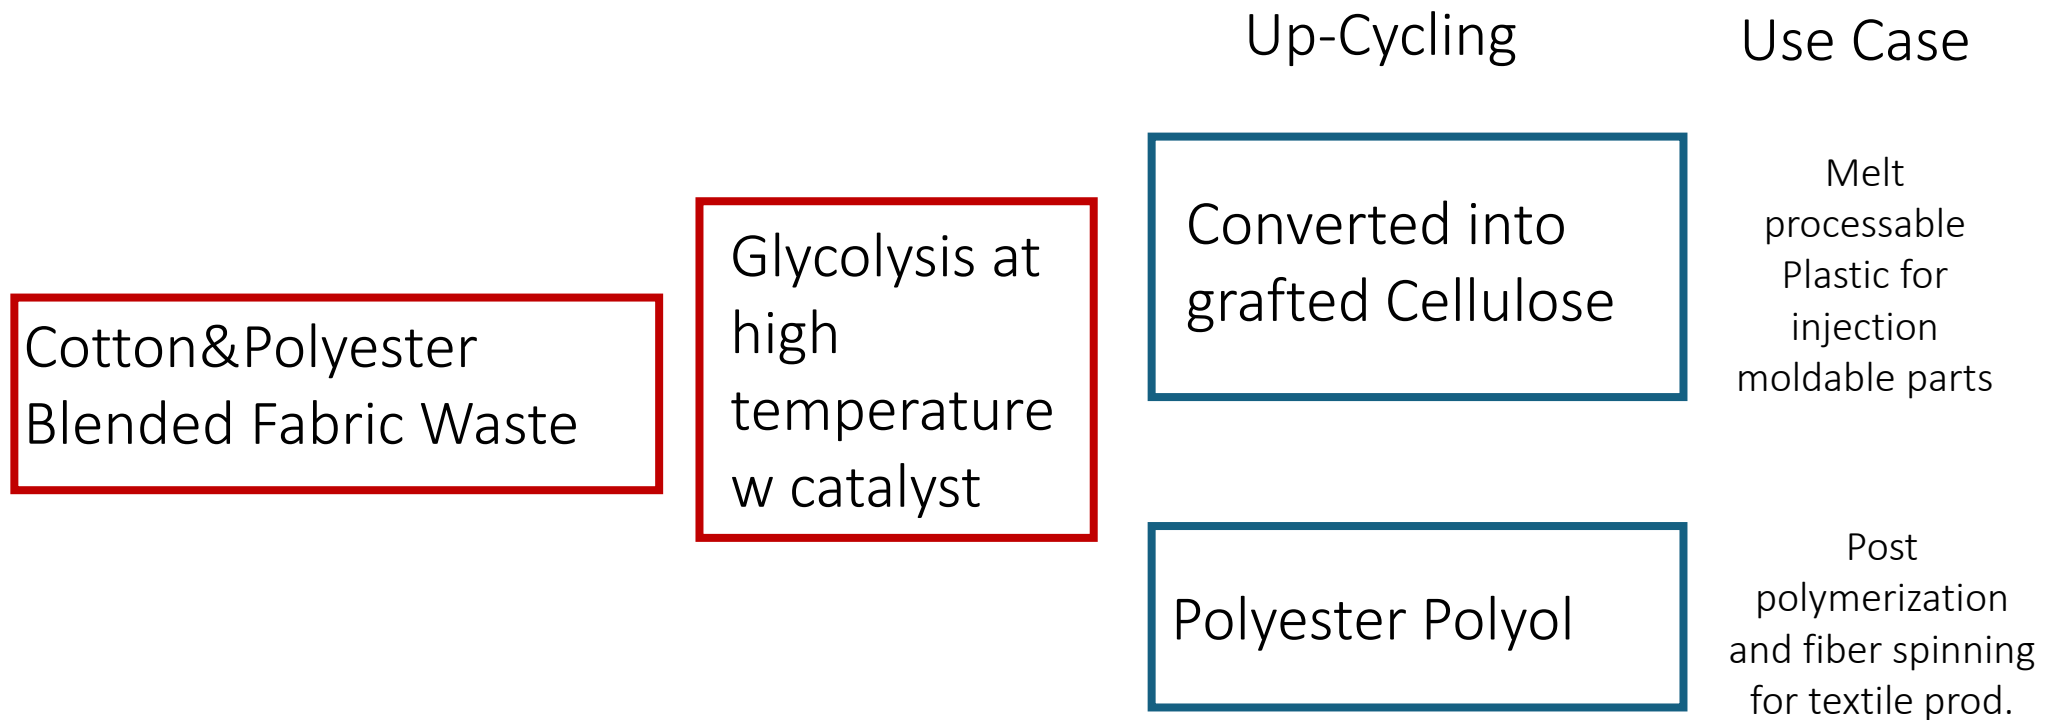 Up-Cycling
Use Case
Cotton&Polyester
Blended Fabric Waste
Glycolysis at
high
temperature
w catalyst
Converted into
grafted Cellulose
Melt
processable
Plastic for
injection
moldable parts
Polyester Polyol
Post
polymerization
and fiber spinning
for textile prod.